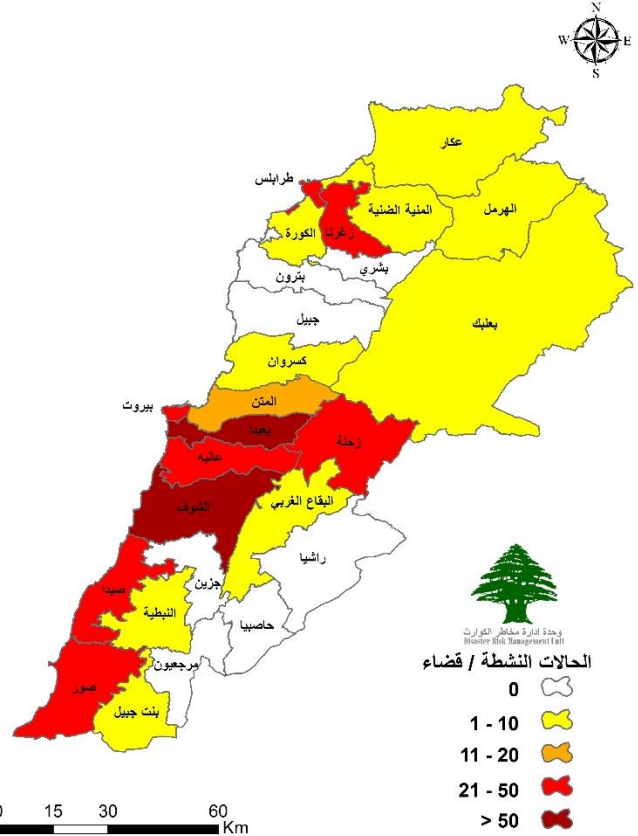 N
W E
S
عكار
طرابلس
المنية الضنية
الهرمل
زغرتا
الكورة
بشري
بترون
جبيل
بعلبك
كسروان
المتن
بيروت
بعبدا
زحلة
عاليه
البقاع الغربي
الشوف
راشيا
جزين
صيدا
النبطية
حاصبيا
مرجعيون
صور
بنت جبيل
وحدة ادارة مخاطر الكوارث
Disaster Risk Management Unit
الحالات النشطة / قضاء
0
1 - 10
11 - 20
21 - 50
> 50
0 15 30 60
Km